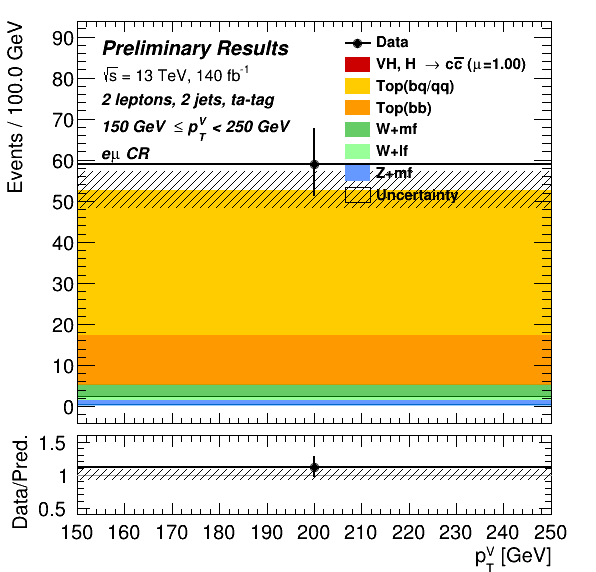 Events / 100.0 GeV
90
80
70
60
50
40
30
20
10
0
Preliminary Results
√s = 13 TeV, 140 fb⁻¹
2 leptons, 2 jets, ta-tag
150 GeV ≤ p_T^V < 250 GeV
eμ CR
Data
VH, H → cc̅ (μ=1.00)
Top(bq/qq)
Top(bb)
W+mf
W+lf
Z+mf
Uncertainty
Data/Pred.
1.5
1
0.5
150 160 170 180 190 200 210 220 230 240 250
p_T^V [GeV]